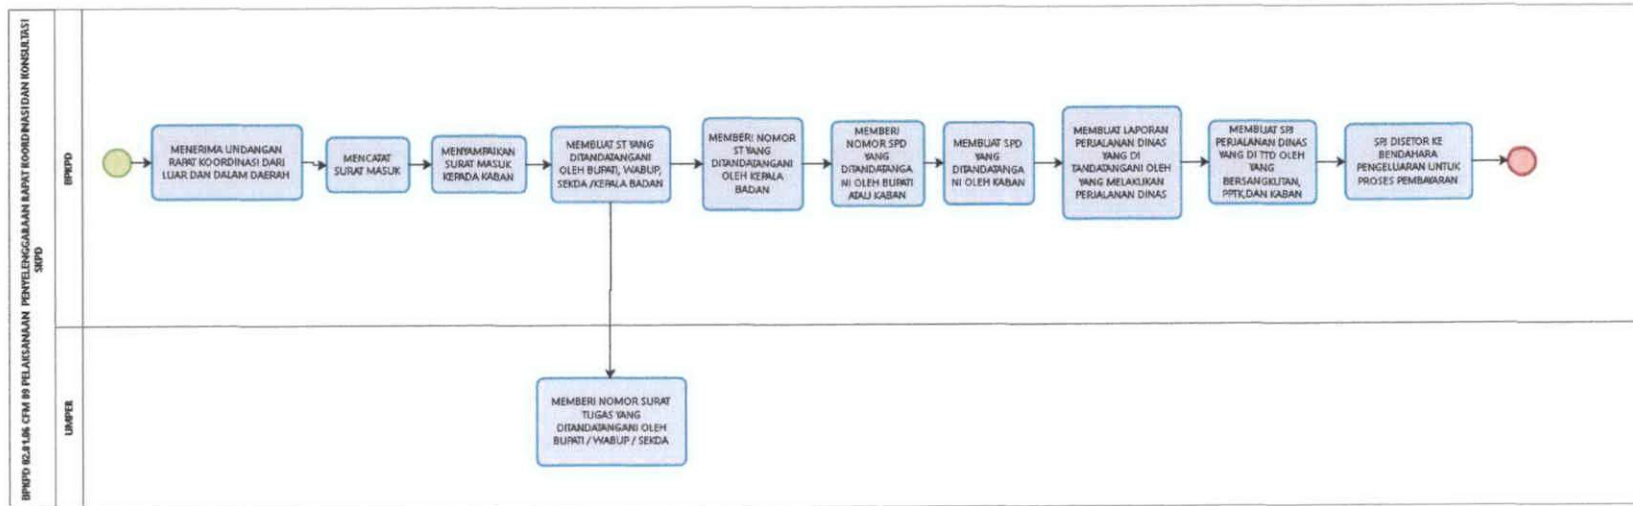 BPKPD 02.01.06 CFM 09 PELAKSANAAN PENYELENGGARAAN RAPAT KOORDINASI DAN KONSULTASI
SKPD
BPKPD
MENERIMA UNDANGAN
RAPAT KOORDINASI DARI
LUAR DAN DALAM DAERAH
MENCATAT
SURAT MASUK
MENYAMPAIKAN
SURAT MASUK
KEPADA KABAN
MEMBUAT ST YANG
DITANDATANGANI
OLEH BUPATI, WABUP,
SEKDA /KEPALA BADAN
MEMBERI NOMOR
ST YANG
DITANDATANGANI
OLEH KEPALA
BADAN
MEMBERI
NOMOR SPD
YANG
DITANDATANGA
NI OLEH BUPATI
ATAU KABAN
MEMBUAT SPD
YANG
DITANDATANGA
NI OLEH KABAN
MEMBUAT LAPORAN
PERJALANAN DINAS
YANG DI
TANDATANGANI OLEH
YANG MELAKUKAN
PERJALANAN DINAS
MEMBUAT SPJ
PERJALANAN DINAS
YANG DI TTD OLEH
YANG
BERSANGKUTAN,
PPTK,DAN KABAN
SPJ DISETOR KE
BENDAHARA
PENGELUARAN UNTUK
PROSES PEMBAYARAN
UMPER
MEMBERI NOMOR SURAT
TUGAS YANG
DITANDATANGANI OLEH
BUPATI / WABUP / SEKDA